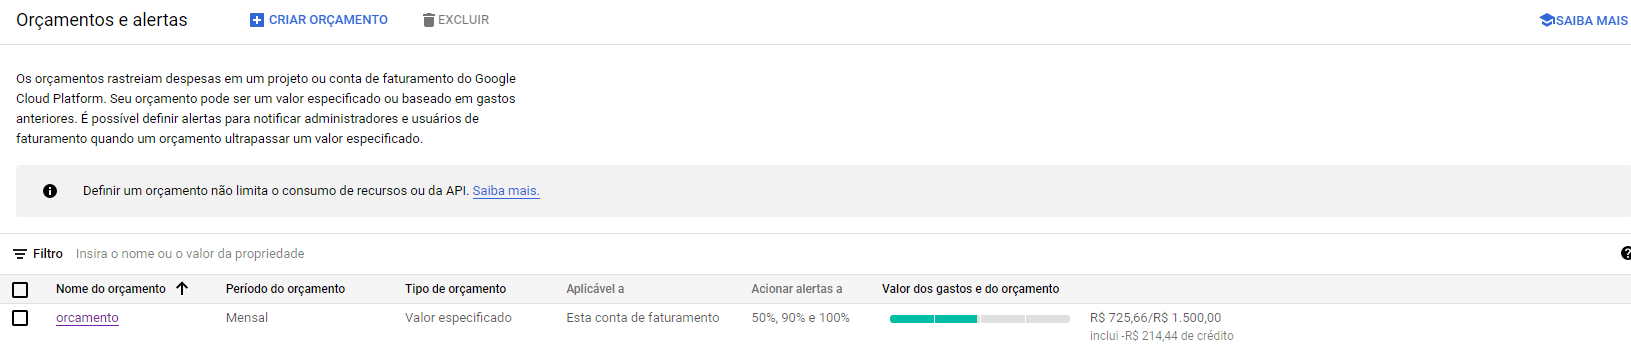 Orçamentos e alertas
CRIAR ORÇAMENTO
EXCLUIR
SAIBA MAIS
Os orçamentos rastreiam despesas em um projeto ou conta de faturamento do Google
Cloud Platform. Seu orçamento pode ser um valor especificado ou baseado em gastos
anteriores. É possível definir alertas para notificar administradores e usuários de
faturamento quando um orçamento ultrapassar um valor especificado.
Definir um orçamento não limita o consumo de recursos ou da API. Saiba mais.
Filtro Insira o nome ou o valor da propriedade
Nome do orçamento Período do orçamento Tipo de orçamento Aplicável a Acionar alertas a Valor dos gastos e do orçamento
orcamento Mensal Valor especificado Esta conta de faturamento 50%, 90% e 100% R$ 725,66/R$ 1.500,00
inclui -R$ 214,44 de crédito